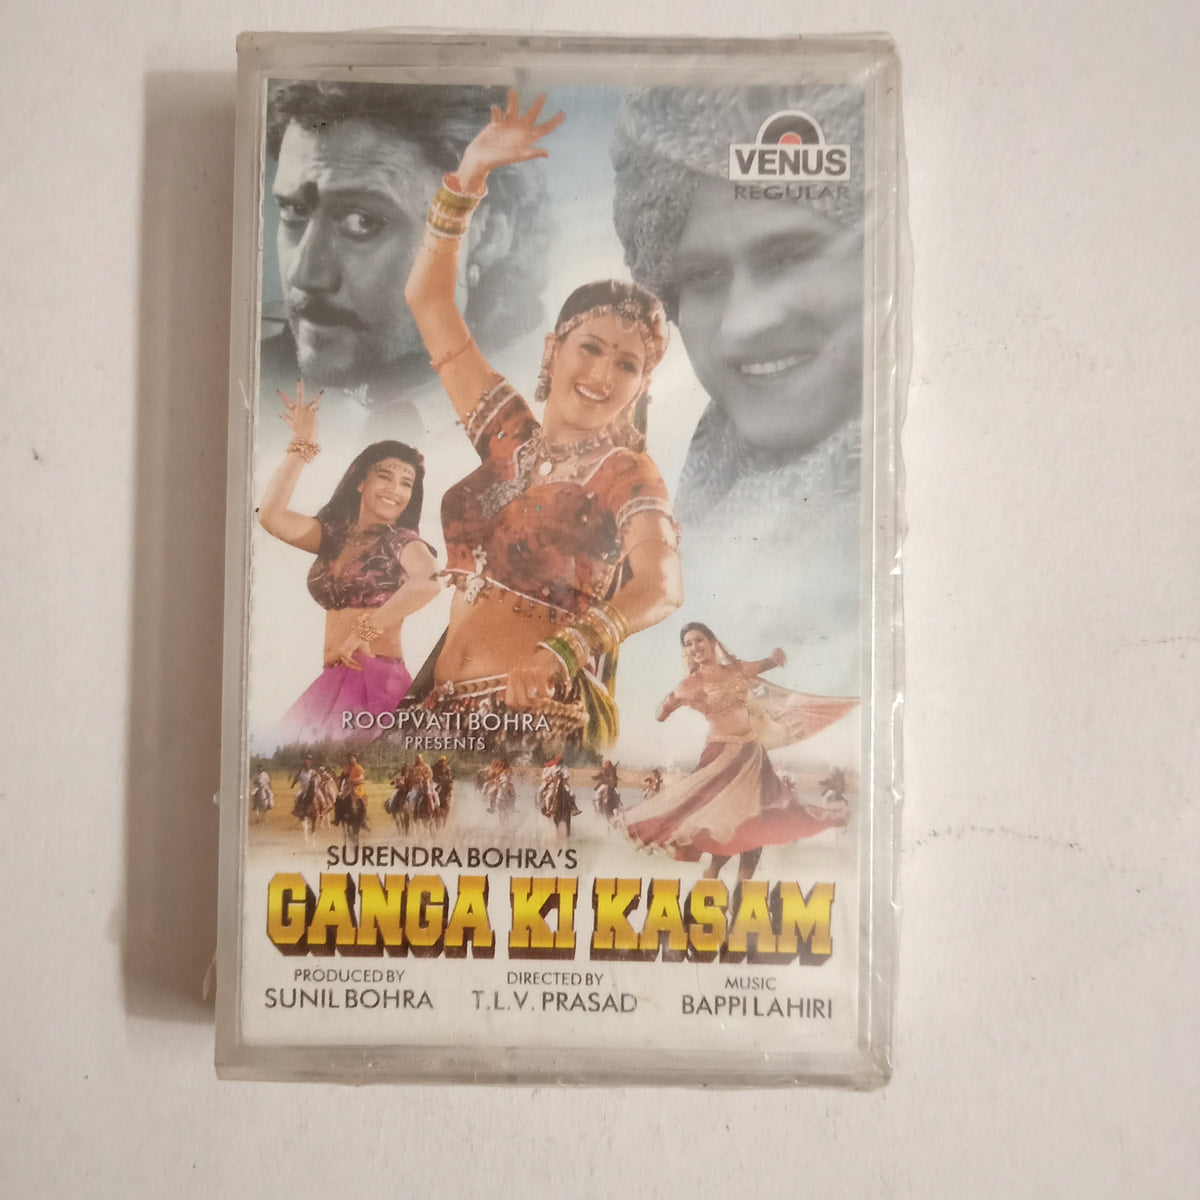 VENUS
REGULAR
ROOPVATI BOHRA
PRESENTS
SURENDRA BOHRA'S
GANGA KI KASAM
PRODUCED BY
SUNIL BOHRA
DIRECTED BY
T.L.V. PRASAD
MUSIC
BAPPI LAHIRI